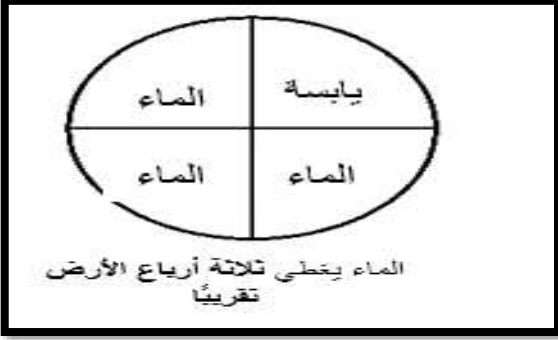 يابسة
الماء
الماء
الماء
الماء يغطي ثلاثة أرباع الأرض
تقريبًا